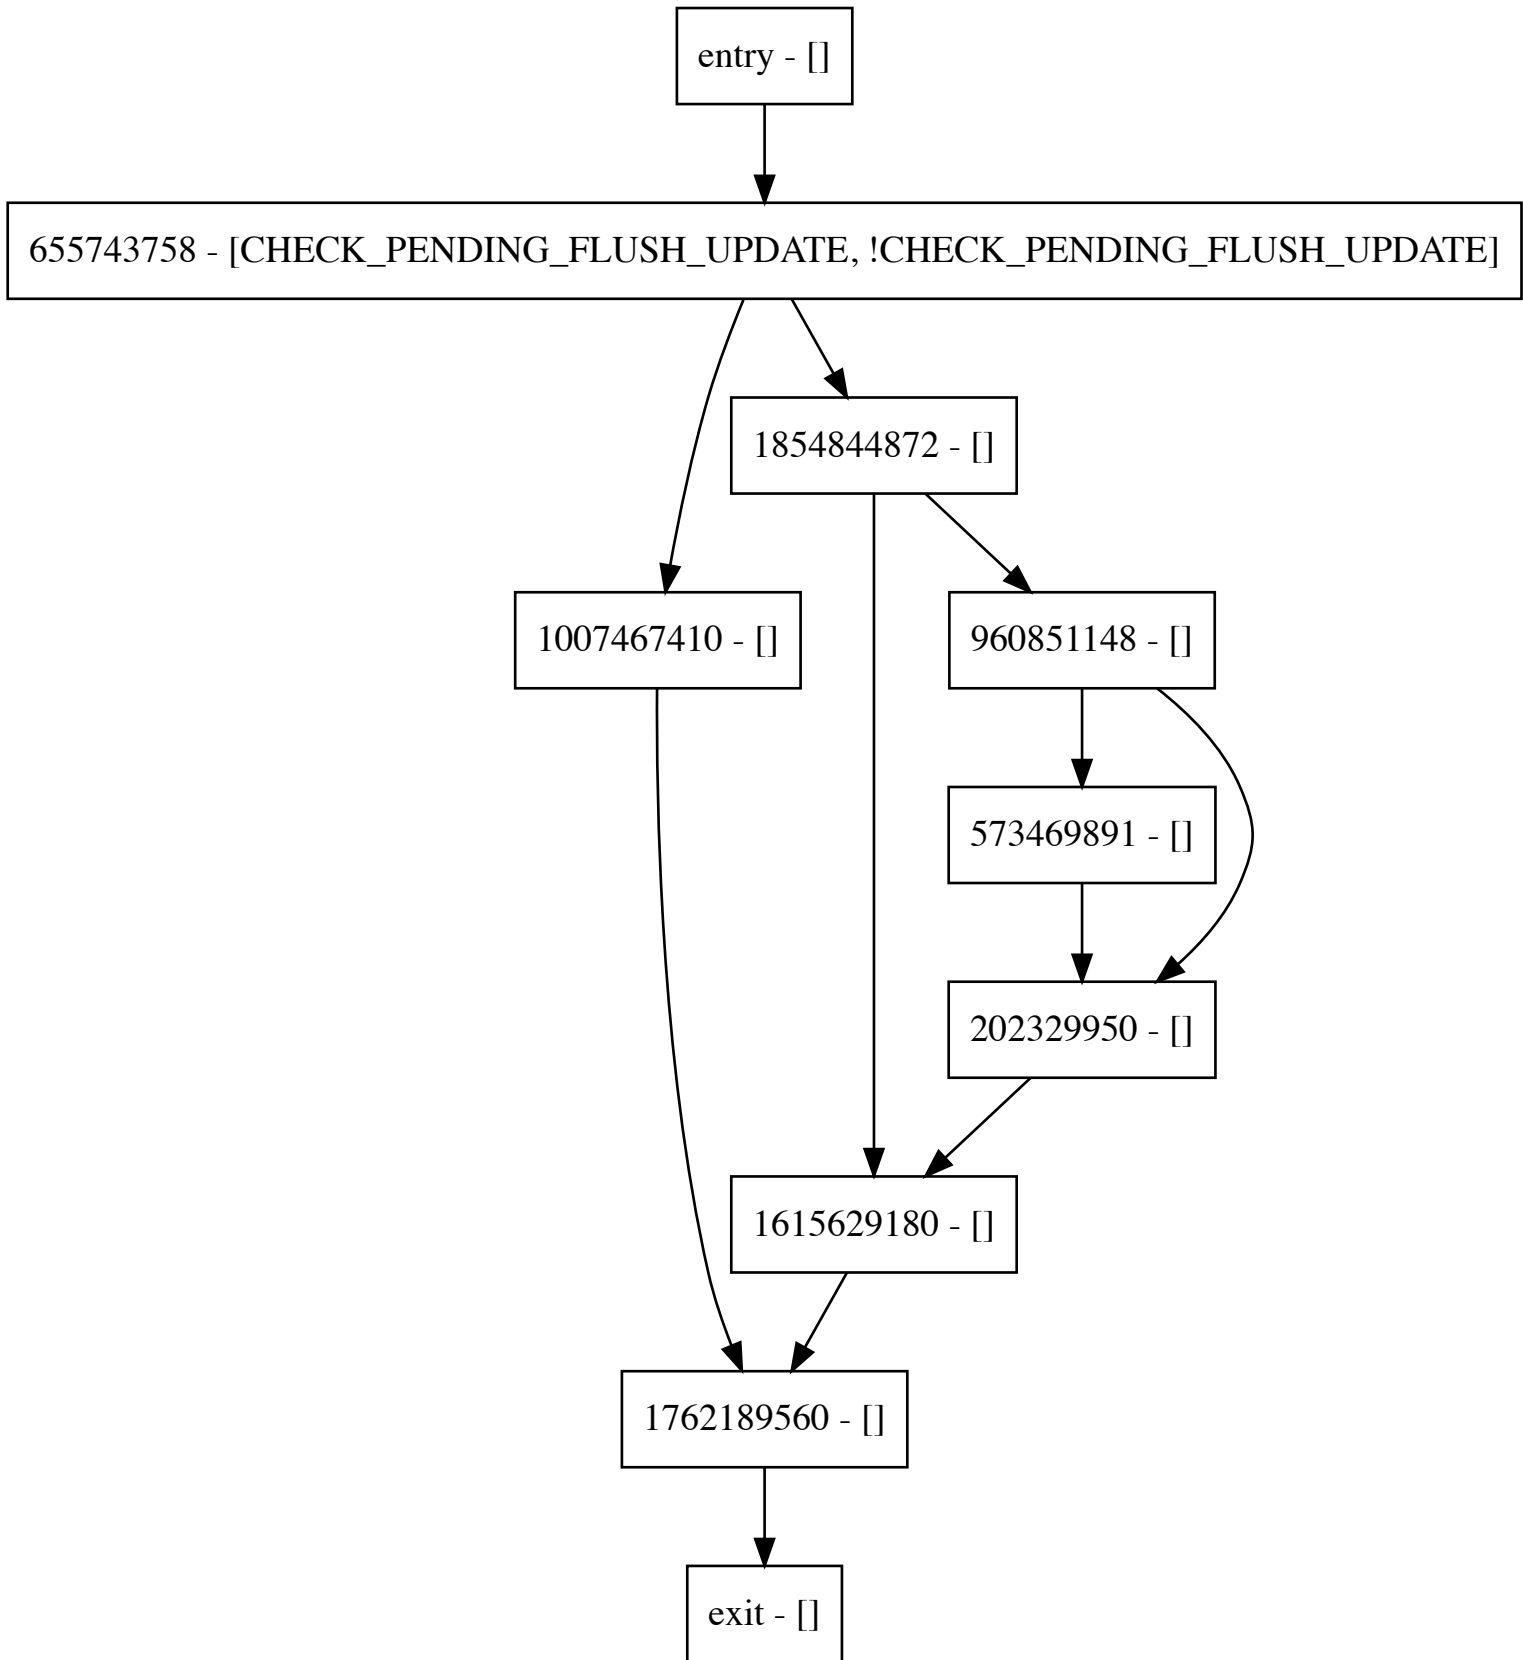 entry - []
655743758 - [CHECK_PENDING_FLUSH_UPDATE, !CHECK_PENDING_FLUSH_UPDATE]
1854844872 - []
1007467410 - []
960851148 - []
573469891 - []
202329950 - []
1615629180 - []
1762189560 - []
exit - []